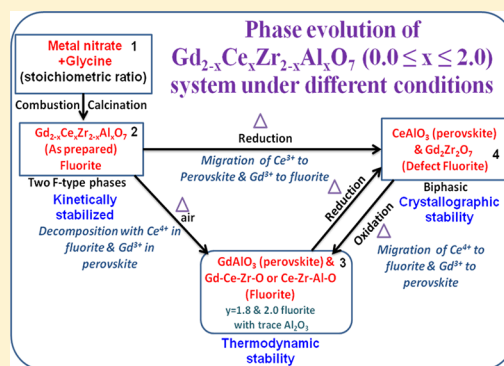 Phase evolution of
Gd2-xCexZr2-xAlxO7 (0.0 ≤ x ≤ 2.0)
system under different conditions
Metal nitrate 1
+Glycine
(stoichiometric ratio)
Combustion Calcination
Gd2-xCexZr2-xAlxO7 2
(As prepared)
Fluorite
Two F-type phases
Kinetically
stabilized
Δ
Reduction
Migration of Ce3+ to
Perovskite & Gd3+ to fluorite
CeAlO3 (perovskite)
& Gd2Zr2O7
(Defect Fluorite) 4
Biphasic
Crystallographic
stability
Decomposition with Ce4+ in
fluorite & Gd3+ in
perovskite
Δ
air
Reduction
Δ
Oxidation
Δ
Migration of Ce4+ to
fluorite & Gd3+ to
perovskite
GdAlO3 (perovskite) & 3
Gd-Ce-Zr-O or Ce-Zr-Al-O
(Fluorite)
y=1.8 & 2.0 fluorite
with trace Al2O3
Thermodynamic
stability